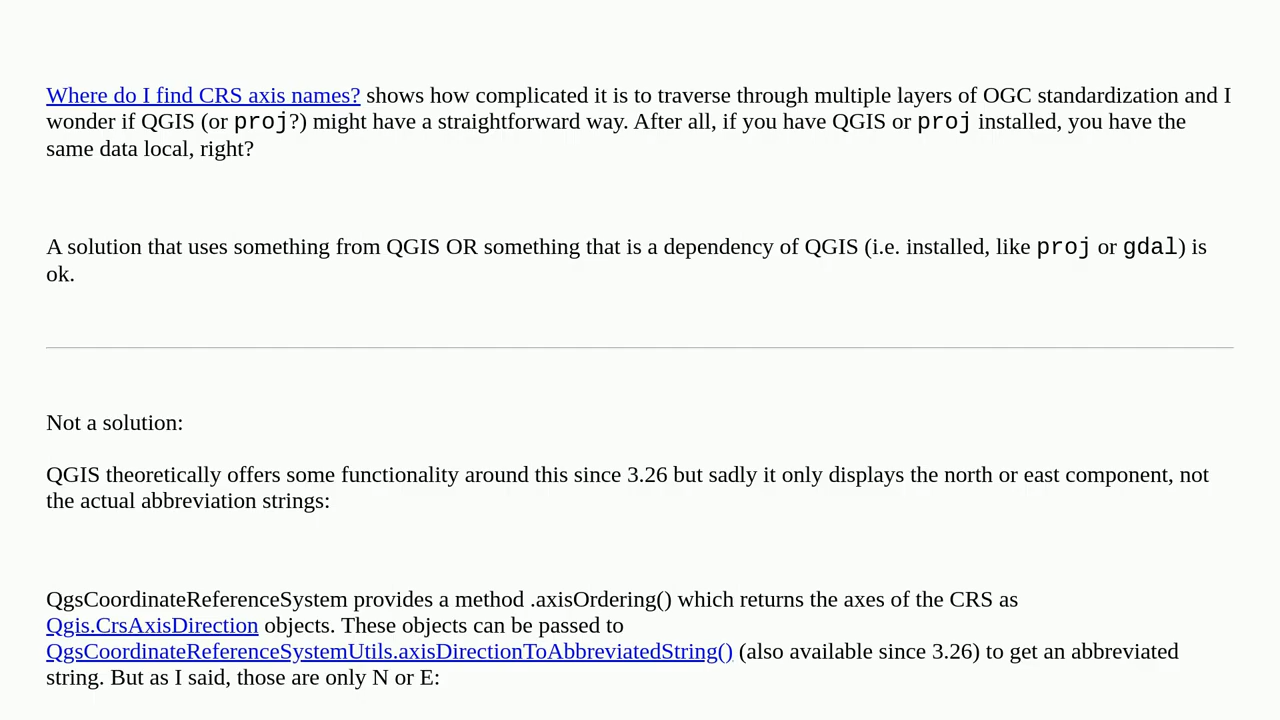 Where do I find CRS axis names? shows how complicated it is to traverse through multiple layers of OGC standardization and I
wonder if QGIS (or proj?) might have a straightforward way. After all, if you have QGIS or proj installed, you have the
same data local, right?
A solution that uses something from QGIS OR something that is a dependency of QGIS (i.e. installed, like proj or gdal) is
ok.
Not a solution:
QGIS theoretically offers some functionality around this since 3.26 but sadly it only displays the north or east component, not
the actual abbreviation strings:
QgsCoordinateReferenceSystem provides a method .axisOrdering() which returns the axes of the CRS as
Qgis.CrsAxisDirection objects. These objects can be passed to
QgsCoordinateReferenceSystemUtils.axisDirectionToAbbreviatedString() (also available since 3.26) to get an abbreviated
string. But as I said, those are only N or E: